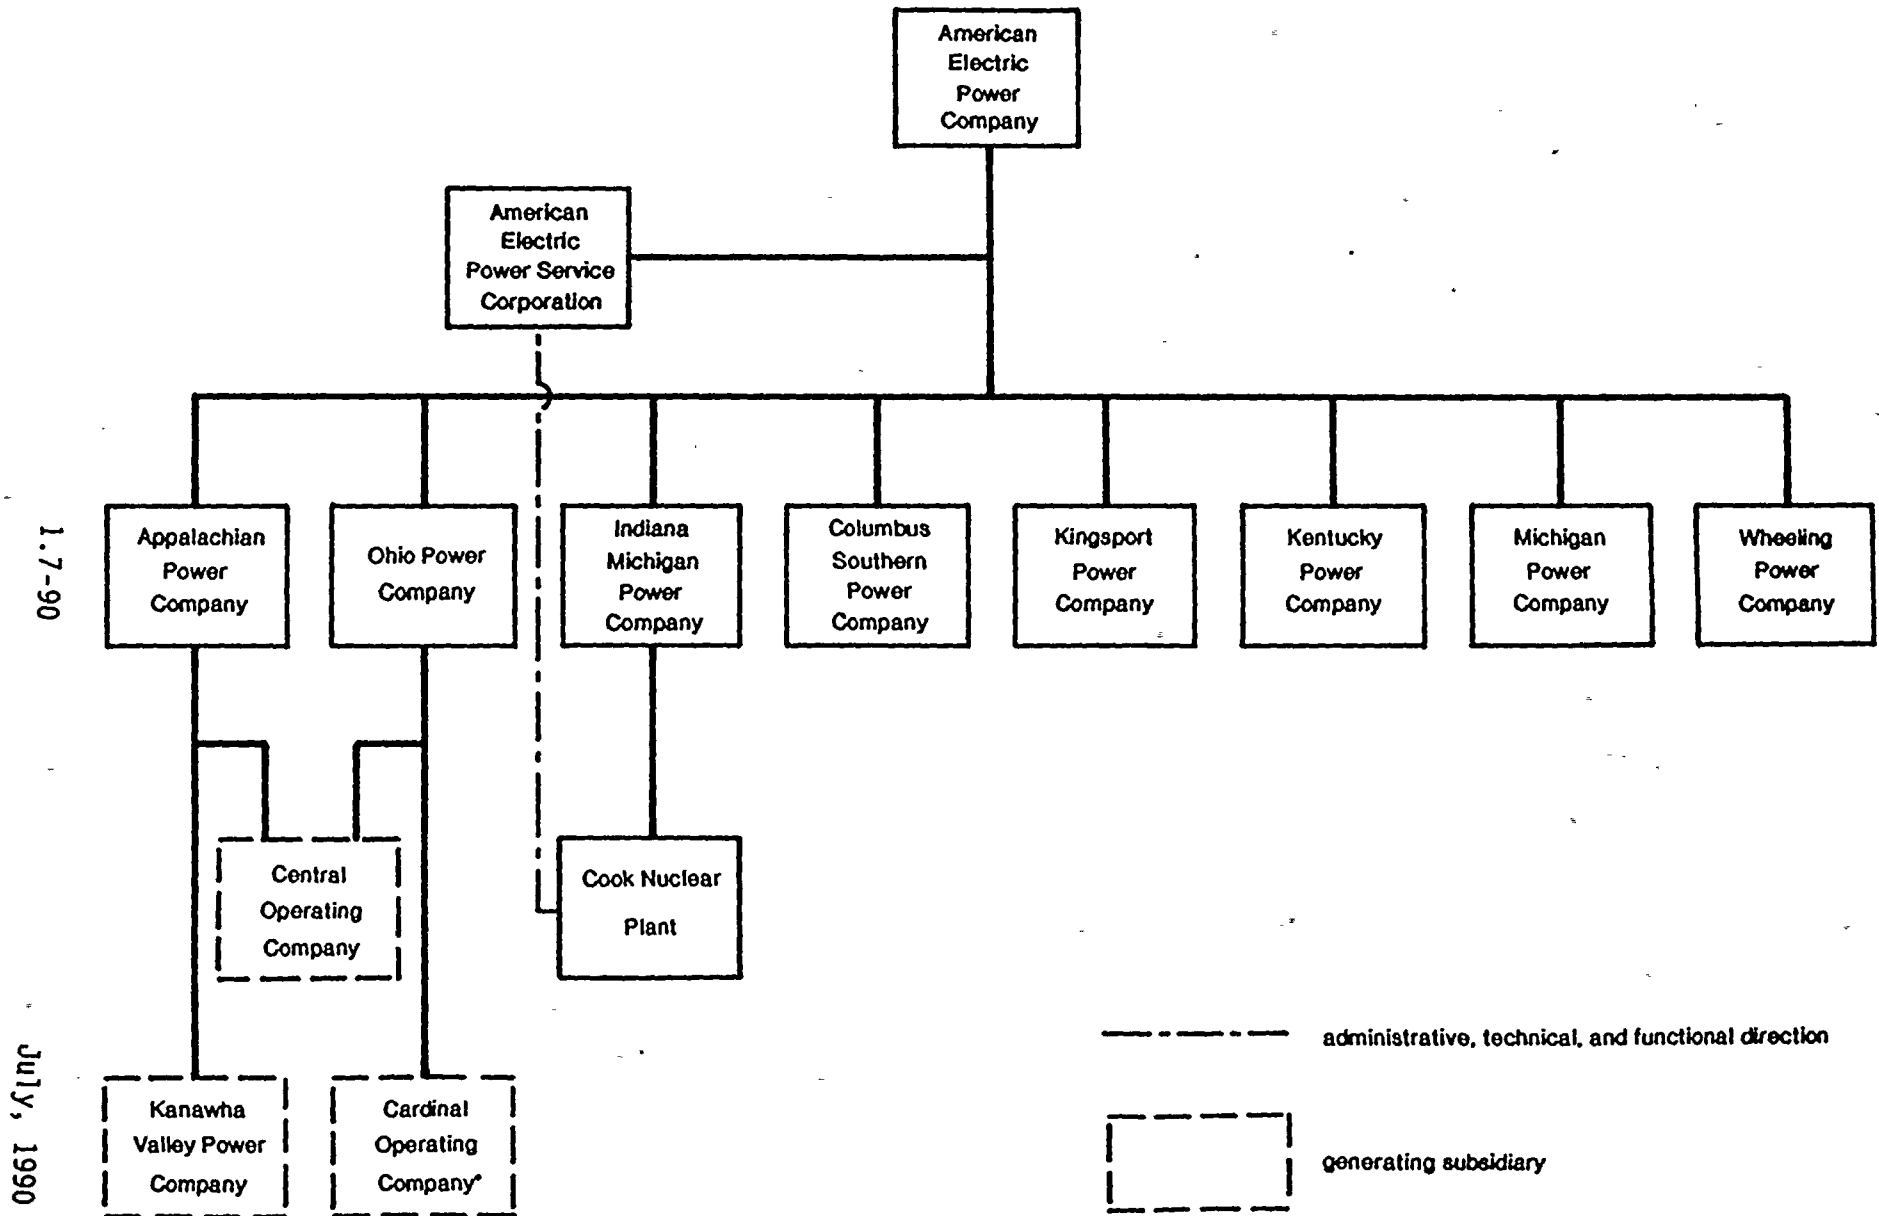 American
Electric
Power
Company
American
Electric
Power Service
Corporation
Appalachian
Power
Company
Ohio Power
Company
Indiana
Michigan
Power
Company
Columbus
Southern
Power
Company
Kingsport
Power
Company
Kentucky
Power
Company
Michigan
Power
Company
Wheeling
Power
Company
Central
Operating
Company
Cook Nuclear
Plant
Kanawha
Valley Power
Company
Cardinal
Operating
Company*
administrative, technical, and functional direction
generating subsidiary
1.7-90
July, 1990